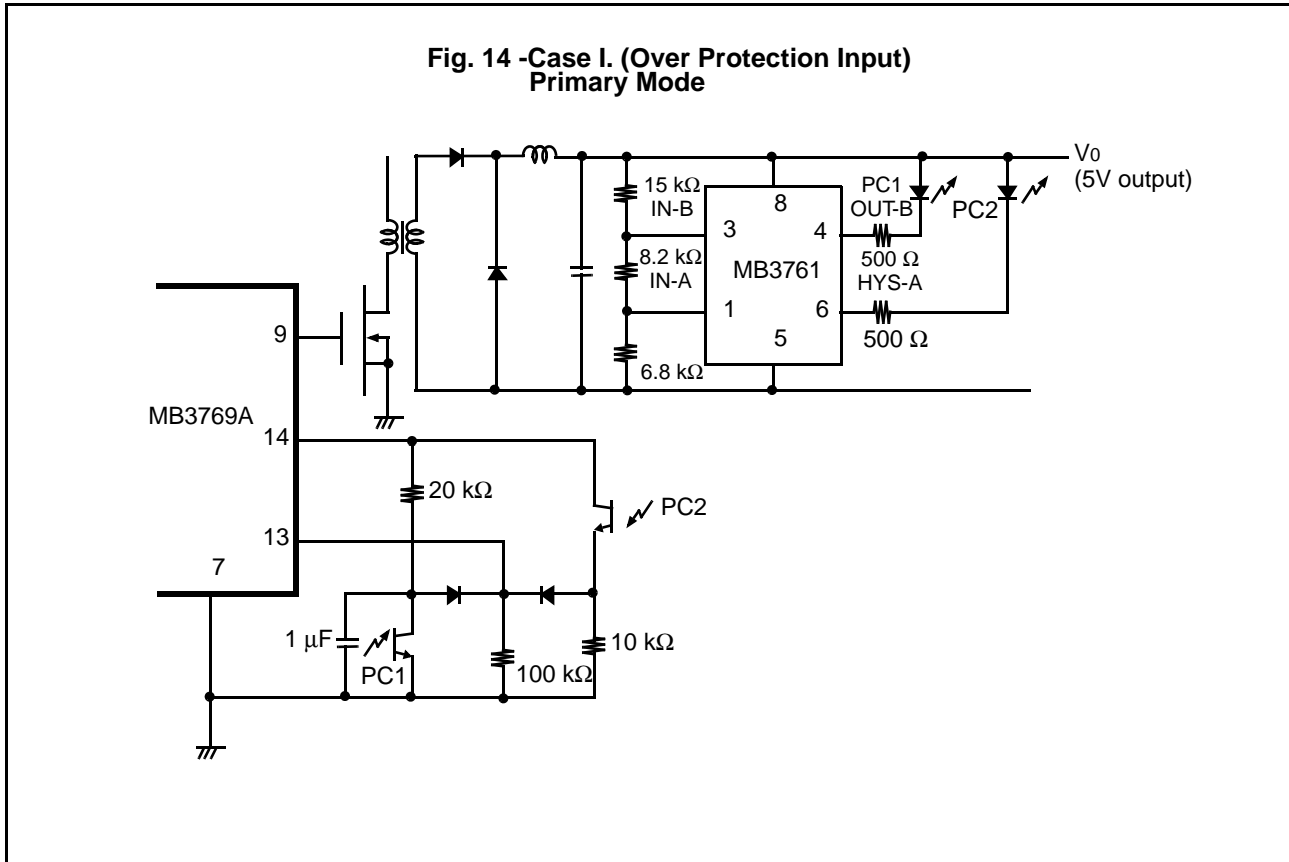 Fig. 14 -Case I. (Over Protection Input)
Primary Mode
V0
(5V output)
15 kΩ
IN-B
8.2 kΩ
IN-A
6.8 kΩ
8
3
4
MB3761
1
6
5
PC1
OUT-B
PC2
500 Ω
HYS-A
500 Ω
9
MB3769A
14
13
7
20 kΩ
PC2
1 μF
PC1
100 kΩ
10 kΩ